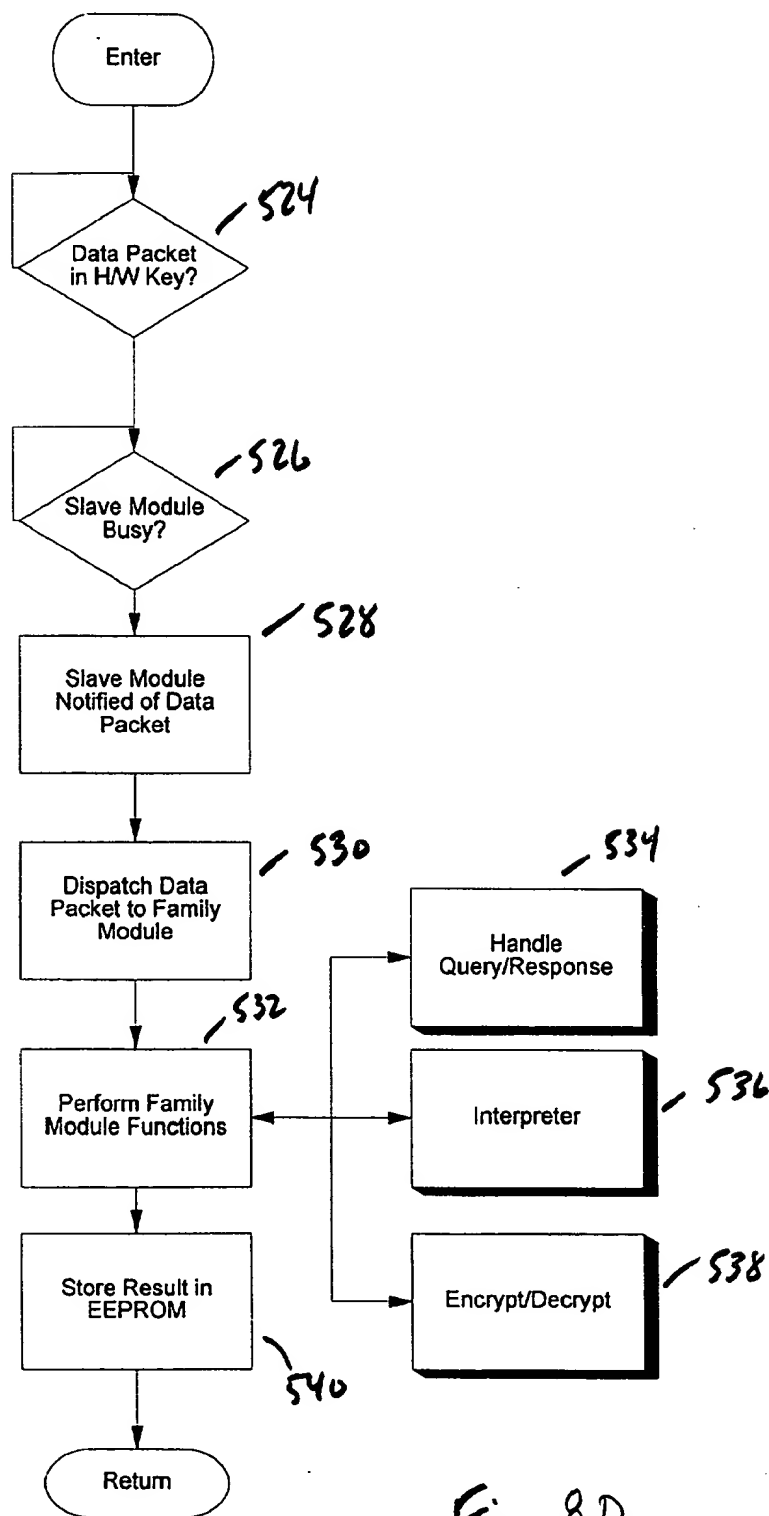 Enter
524
Data Packet
in H/W Key?
526
Slave Module
Busy?
528
Slave Module
Notified of Data
Packet
530
Dispatch Data
Packet to Family
Module
534
Handle
Query/Response
532
Perform Family
Module Functions
536
Interpreter
Store Result in
EEPROM
540
538
Encrypt/Decrypt
Return
8D